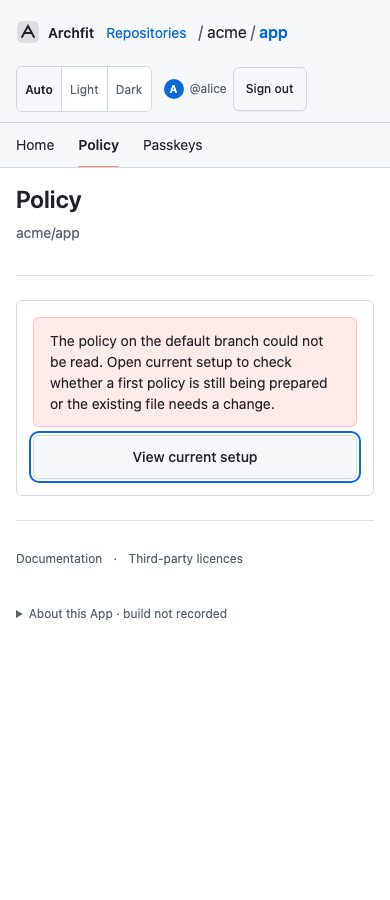 Archfit Repositories / acme / app
Auto Light Dark A @alice Sign out
Home Policy Passkeys
Policy
acme/app
The policy on the default branch could not
be read. Open current setup to check
whether a first policy is still being prepared
or the existing file needs a change.
View current setup
Documentation · Third-party licences
About this App · build not recorded